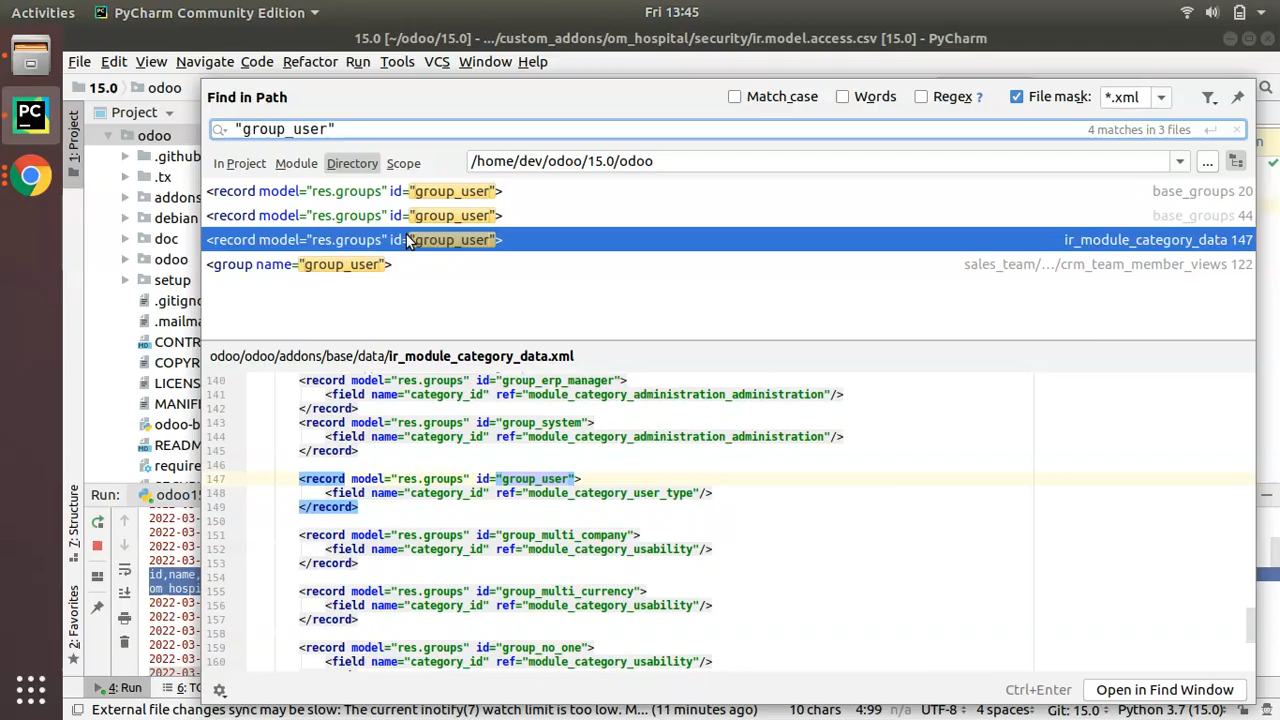 Activities PyCharm Community Edition Fri 13:45
15.0 [~/odoo/15.0] - .../custom_addons/om_hospital/security/ir.model.access.csv [15.0] - PyCharm
File Edit View Navigate Code Refactor Run Tools VCS Window Help
15.0 odoo
Find in Path Match case Words Regex ? File mask: *.xml
1: Project
Project
"group_user" 4 matches in 3 files
odoo
In Project Module Directory Scope /home/dev/odoo/15.0/odoo ...
.github
.tx
addons
debian
doc
odoo
setup
.gitigno
.mailma
CONTR
COPYR
LICENS
MANIF
odoo-b
READM
require
<record model="res.groups" id="group_user"> base_groups 20
<record model="res.groups" id="group_user"> base_groups 44
<record model="res.groups" id="group_user"> ir_module_category_data 147
<group name="group_user"> sales_team/.../crm_team_member_views 122
odoo/odoo/addons/base/data/ir_module_category_data.xml
140 <record model="res.groups" id="group_erp_manager">
141 <field name="category_id" ref="module_category_administration_administration"/>
142 </record>
143 <record model="res.groups" id="group_system">
144 <field name="category_id" ref="module_category_administration_administration"/>
145 </record>
146
147 <record model="res.groups" id="group_user">
148 <field name="category_id" ref="module_category_user_type"/>
149 </record>
150
151 <record model="res.groups" id="group_multi_company">
152 <field name="category_id" ref="module_category_usability"/>
153 </record>
154
155 <record model="res.groups" id="group_multi_currency">
156 <field name="category_id" ref="module_category_usability"/>
157 </record>
158
159 <record model="res.groups" id="group_no_one">
160 <field name="category_id" ref="module_category_usability"/>
Run: odoo15
7: Structure
2: Favorites
2022-03-
2022-03-
2022-03-
2022-03-
2022-03-
id,name,
om hospi
2022-03-
2022-03-
2022-03-
2022-03-
2022-03-
2022-03-
Ctrl+Enter Open in Find Window
4: Run 6: TO
External file changes sync may be slow: The current inotify(7) watch limit is too low. (11 minutes ago) 10 chars 4:99 n/a UTF-8 4 spaces Git: 15.0 Python 3.7 (odoo15.0)